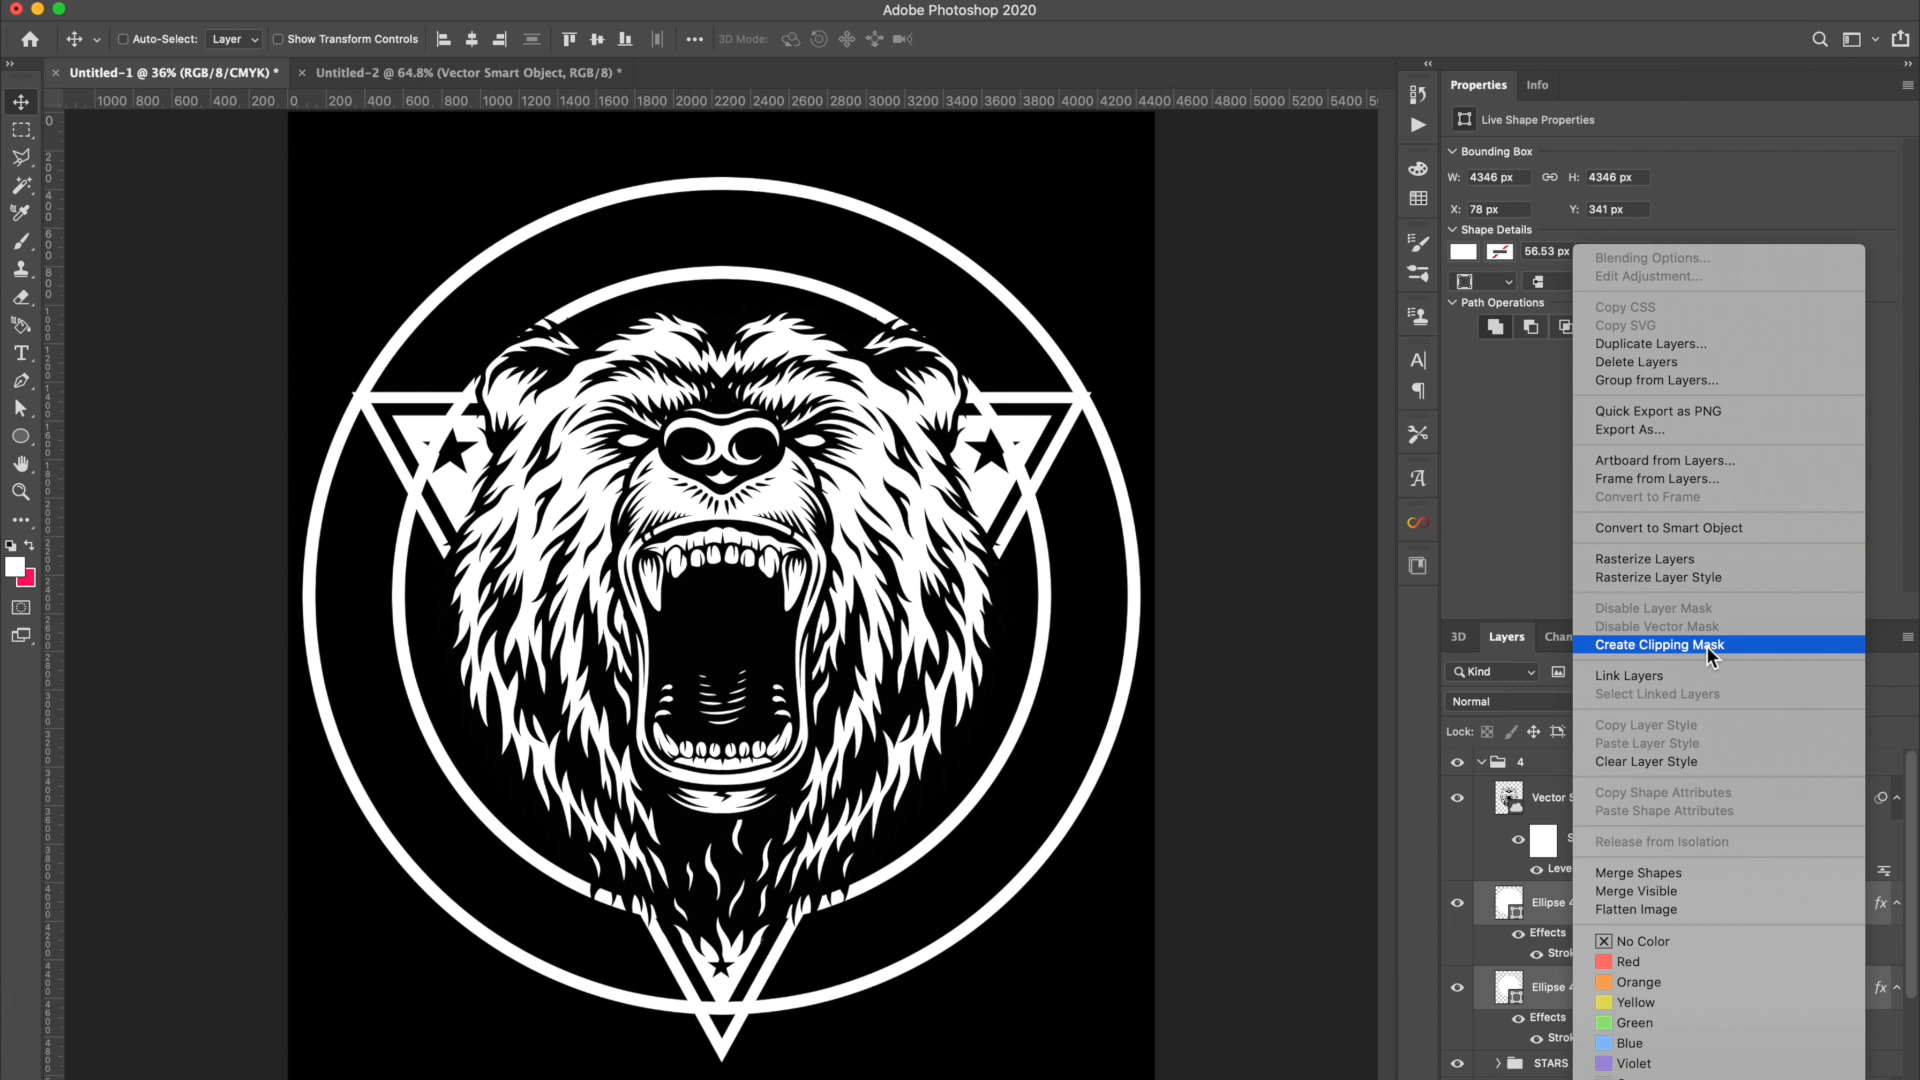 Adobe Photoshop 2020
Auto-Select: Layer Show Transform Controls 3D Mode:
Untitled-1 @ 36% (RGB/8/CMYK) * Untitled-2 @ 64.8% (Vector Smart Object, RGB/8) *
1000 800 600 400 200 0 200 400 600 800 1000 1200 1400 1600 1800 2000 2200 2400 2600 2800 3000 3200 3400 3600 3800 4000 4200 4400 4600 4800 5000 5200 5400
Properties Info
Live Shape Properties
Bounding Box
W: 4346 px H: 4346 px
X: 78 px Y: 341 px
Shape Details
56.53 px
Path Operations
Blending Options...
Edit Adjustment...
Copy CSS
Copy SVG
Duplicate Layers...
Delete Layers
Group from Layers...
Quick Export as PNG
Export As...
Artboard from Layers...
Frame from Layers...
Convert to Frame
Convert to Smart Object
Rasterize Layers
Rasterize Layer Style
Disable Layer Mask
Disable Vector Mask
Create Clipping Mask
Link Layers
Select Linked Layers
Copy Layer Style
Paste Layer Style
Clear Layer Style
Copy Shape Attributes
Paste Shape Attributes
Release from Isolation
Merge Shapes
Merge Visible
Flatten Image
No Color
Red
Orange
Yellow
Green
Blue
Violet
3D Layers Chan
Kind
Normal
Lock:
4
Vector S
S
Leve
Ellipse 4 fx
Effects
Strok
Ellipse 4 fx
Effects
Strok
STARS